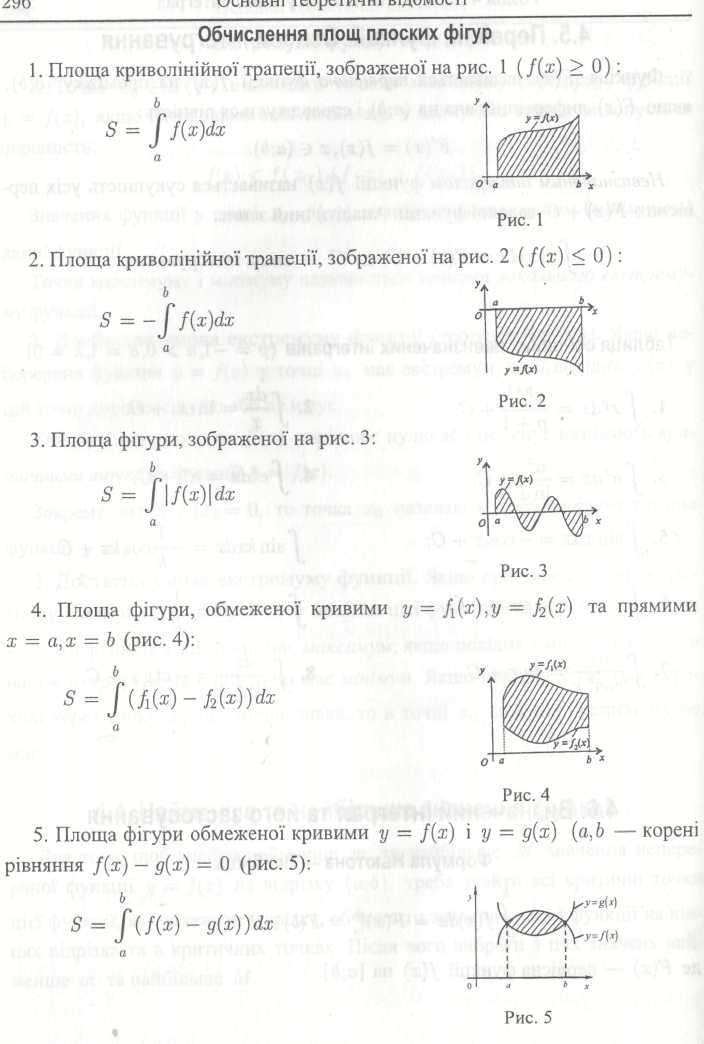 296 Основні теоретичні відомості
Обчислення площ плоских фігур
1. Площа криволінійної трапеції, зображеної на рис. 1 ( f(x) ≥ 0) :
S = ∫_a^b f(x)dx
y
y = f(x)
O a b x
Рис. 1
2. Площа криволінійної трапеції, зображеної на рис. 2 ( f(x) ≤ 0) :
S = −∫_a^b f(x)dx
y
a b
O x
y = f(x)
Рис. 2
3. Площа фігури, зображеної на рис. 3:
S = ∫_a^b |f(x)| dx
y
y = f(x)
O a b x
Рис. 3
4. Площа фігури, обмеженої кривими y = f₁(x), y = f₂(x) та прямими
x = a, x = b (рис. 4):
S = ∫_a^b ( f₁(x) − f₂(x)) dx
y
y = f₁(x)
y = f₂(x)
O a b x
Рис. 4
5. Площа фігури обмеженої кривими y = f(x) і y = g(x) (a, b — корені
рівняння f(x) − g(x) = 0 (рис. 5):
S = ∫_a^b ( f(x) − g(x)) dx
y
y = g(x)
y = f(x)
0 a b x
Рис. 5